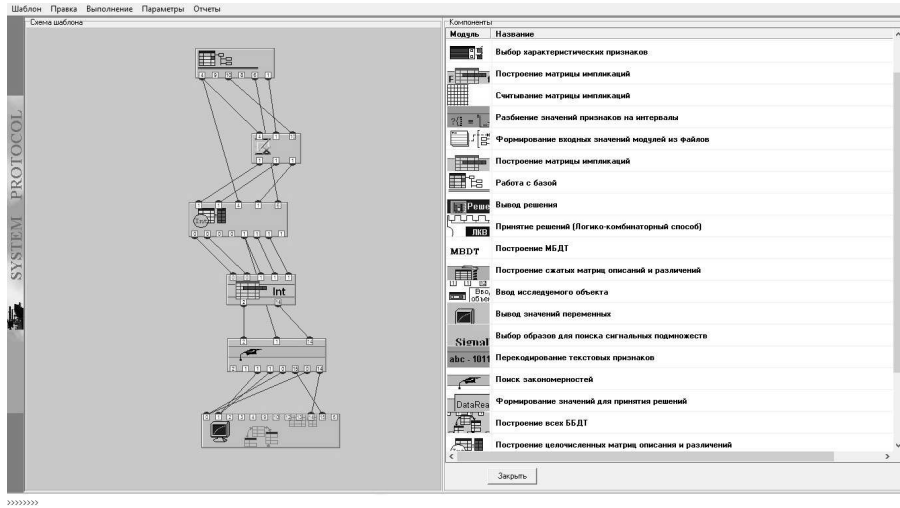 Шаблон Правка Выполнение Параметры Отчеты
Схема шаблона
SYSTEM PROTOCOL
Int
Компоненты
Модуль Название
Выбор характеристических признаков
Построение матрицы импликаций
Считывание матрицы импликаций
Разбиение значений признаков на интервалы
Формирование входных значений модулей из файлов
Построение матрицы импликаций
Работа с базой
Реше Вывод решения
ЛКВ Принятие решений (Логико-комбинаторный способ)
MBDT Построение МБДТ
Построение сжатых матриц описаний и различений
Ввод исследуемого объекта
Вывод значений переменных
Signal Выбор образов для поиска сигнальных подмножеств
abc - 1011 Перекодирование текстовых признаков
Поиск закономерностей
DataRea Формирование значений для принятия решений
Построение всех ББДТ
Построение целочисленных матриц описания и различений
Закрыть
>>>>>>>>